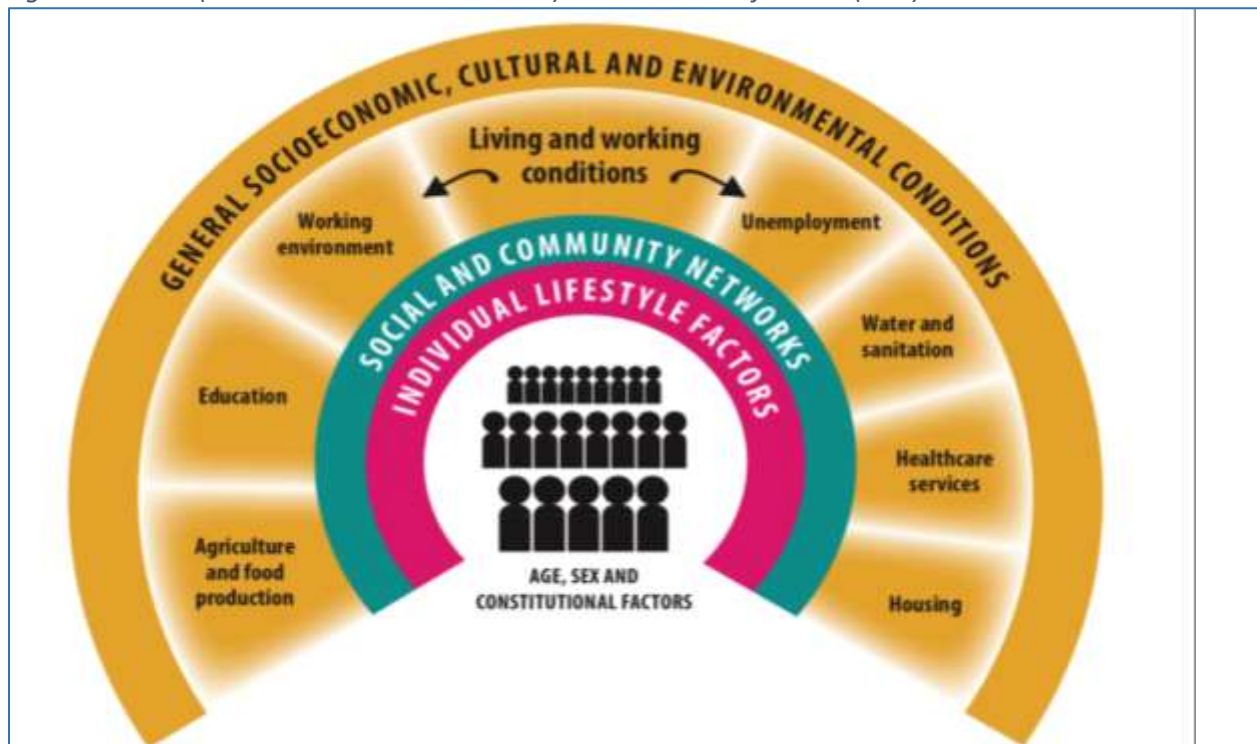 GENERAL SOCIOECONOMIC, CULTURAL AND ENVIRONMENTAL CONDITIONS
Living and working
conditions
Working
environment
Unemployment
SOCIAL AND COMMUNITY NETWORKS
INDIVIDUAL LIFESTYLE FACTORS
Water and
sanitation
Education
Healthcare
services
Agriculture
and food
production
Housing
AGE, SEX AND
CONSTITUTIONAL FACTORS